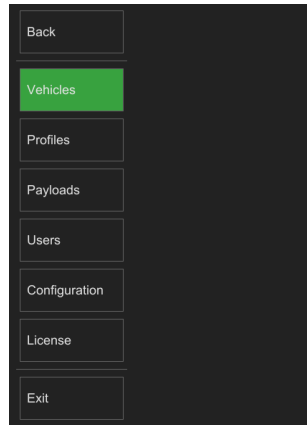 Back
Vehicles
Profiles
Payloads
Users
Configuration
License
Exit